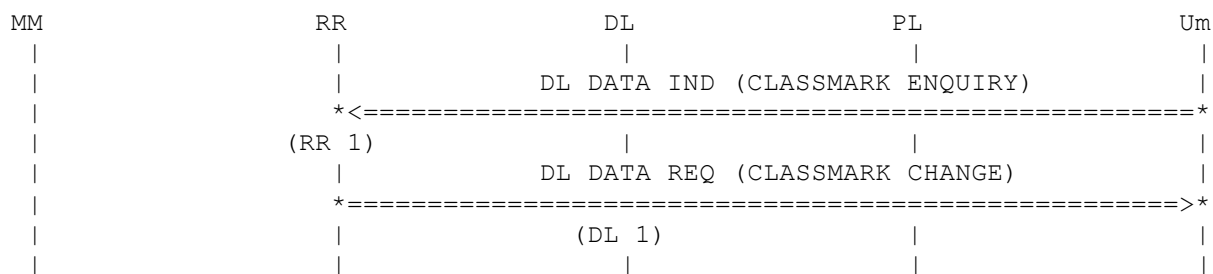 MM RR DL PL Um
DL DATA IND (CLASSMARK ENQUIRY)
*<====================================================*
(RR 1)
DL DATA REQ (CLASSMARK CHANGE)
*====================================================>*
(DL 1)